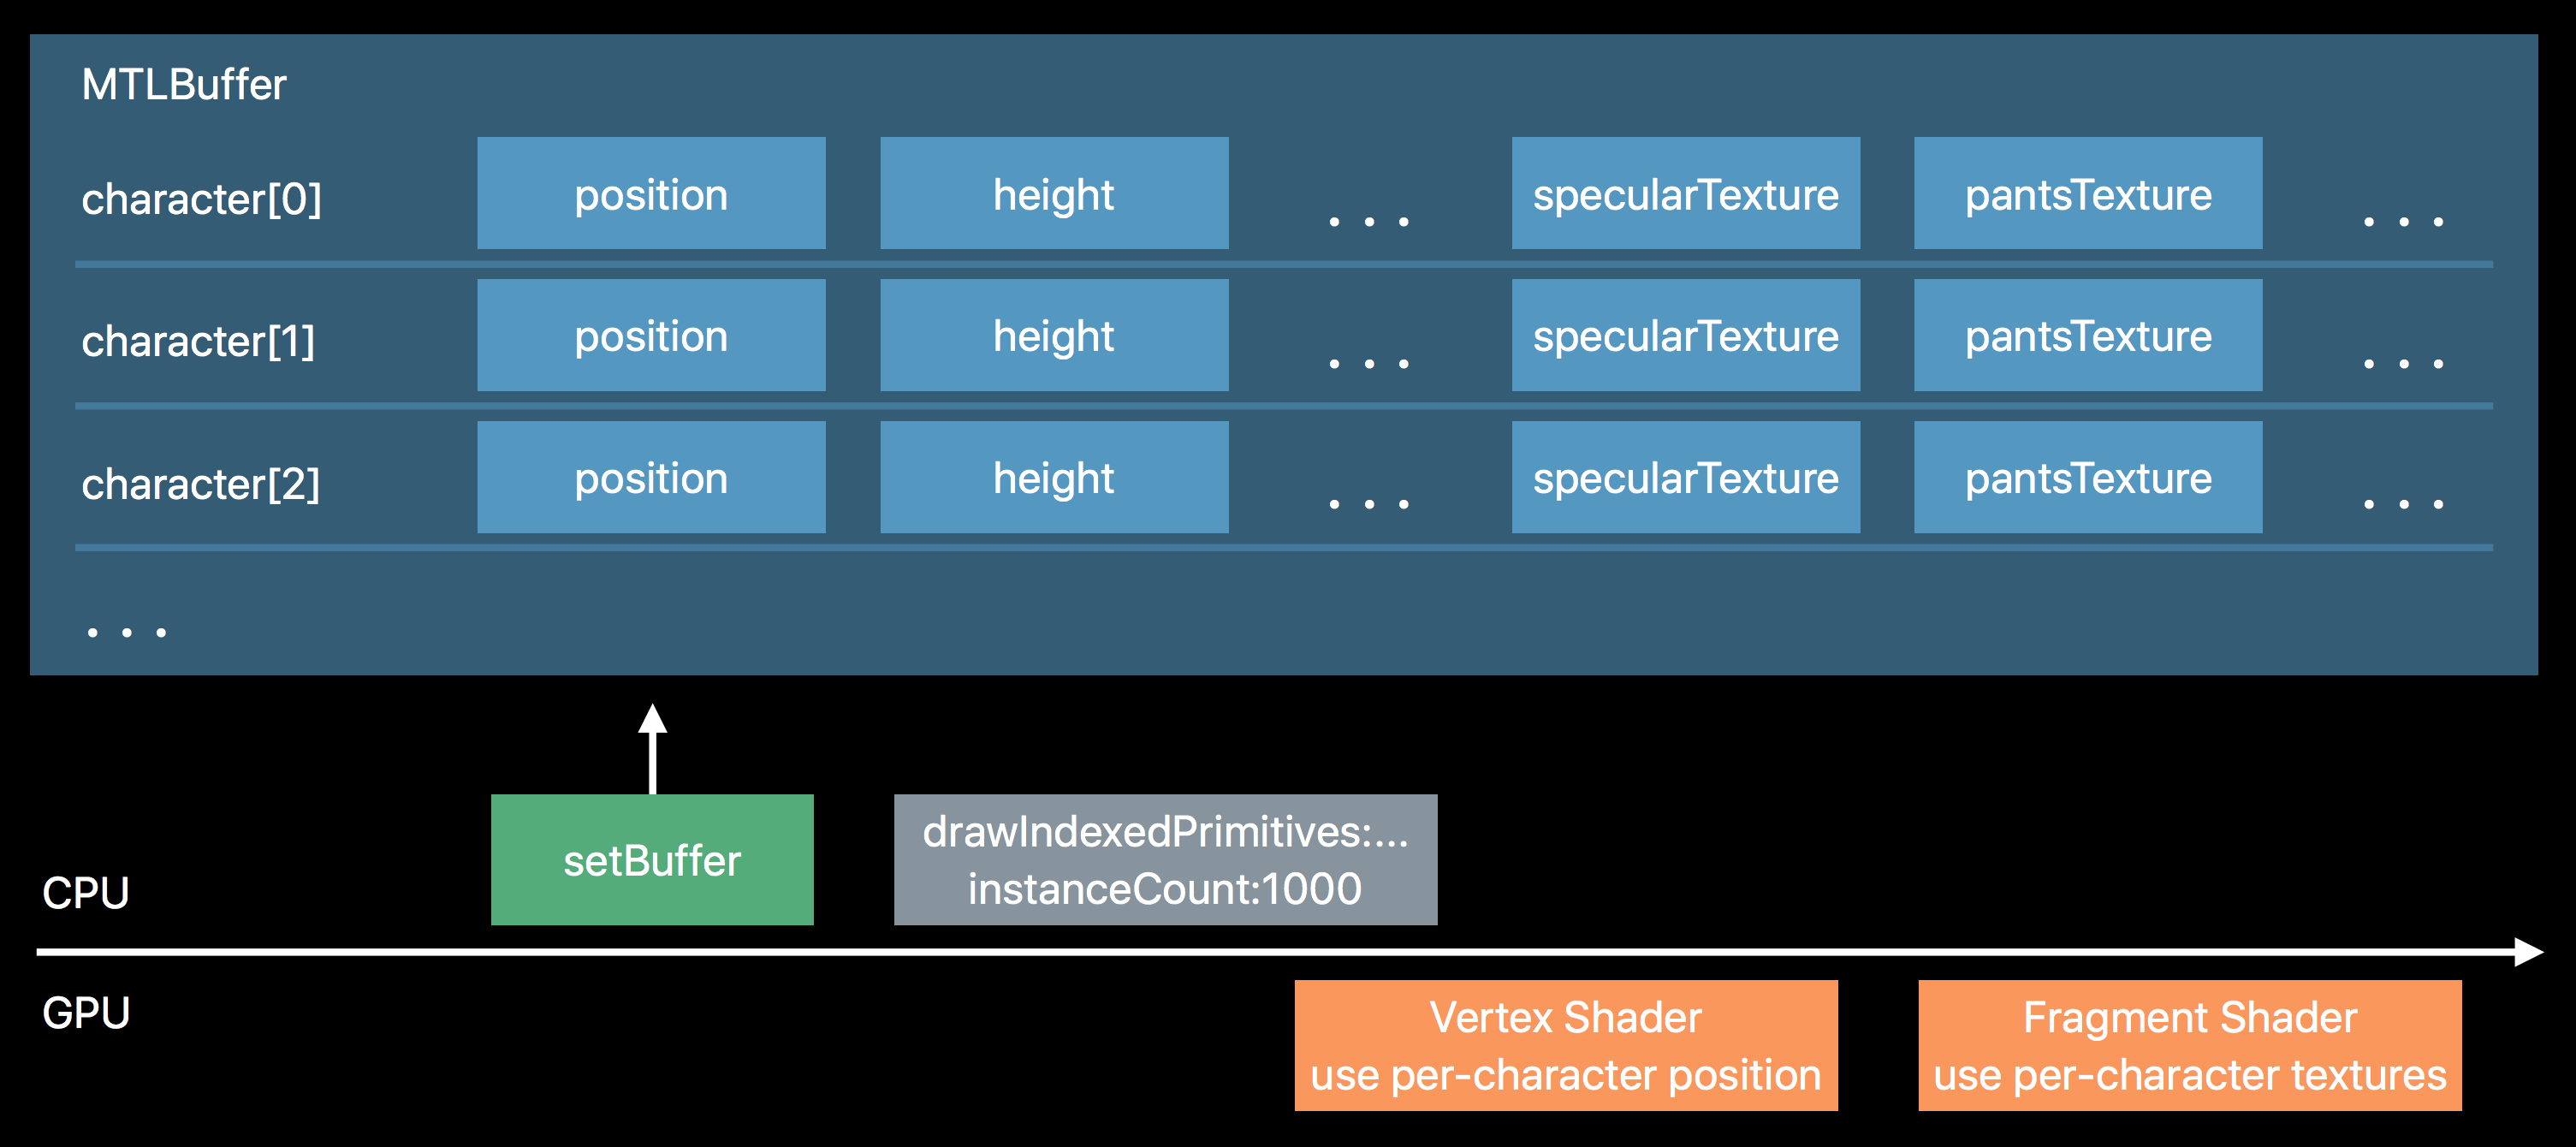 MTLBuffer
character[0] position height ... specularTexture pantsTexture ...
character[1] position height ... specularTexture pantsTexture ...
character[2] position height ... specularTexture pantsTexture ...
...
setBuffer
drawIndexedPrimitives:...
instanceCount:1000
CPU
GPU
Vertex Shader
use per-character position
Fragment Shader
use per-character textures